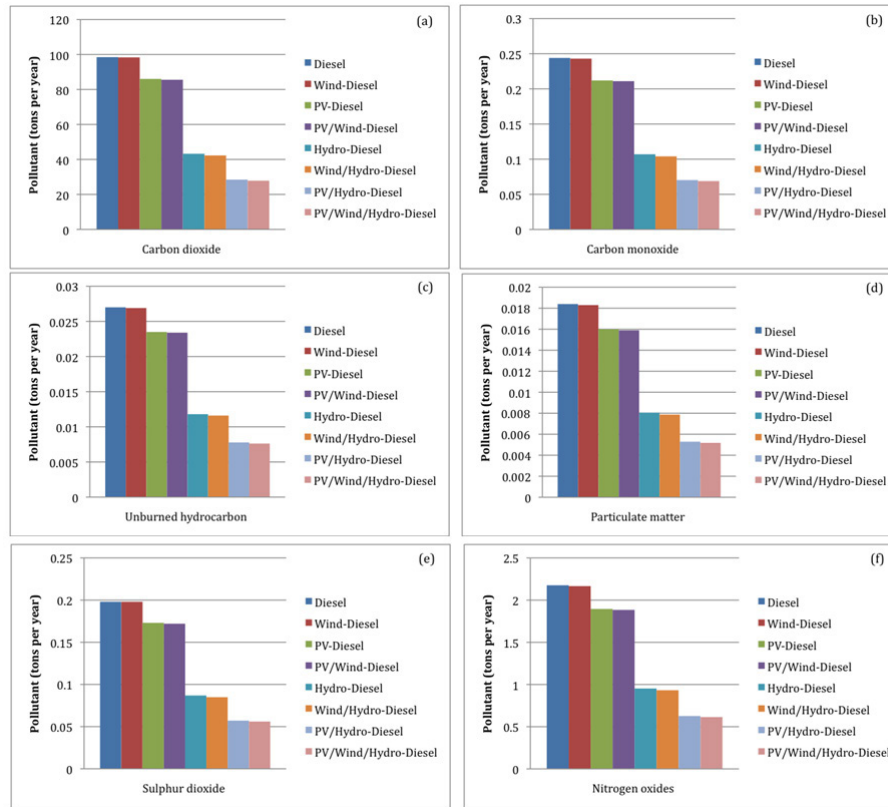 (a)
Pollutant (tons per year)
120
100
80
60
40
20
0
Carbon dioxide
Diesel
Wind-Diesel
PV-Diesel
PV/Wind-Diesel
Hydro-Diesel
Wind/Hydro-Diesel
PV/Hydro-Diesel
PV/Wind/Hydro-Diesel
(b)
Pollutant (tons per year)
0.3
0.25
0.2
0.15
0.1
0.05
0
Carbon monoxide
Diesel
Wind-Diesel
PV-Diesel
PV/Wind-Diesel
Hydro-Diesel
Wind/Hydro-Diesel
PV/Hydro-Diesel
PV/Wind/Hydro-Diesel
(c)
Pollutant (tons per year)
0.03
0.025
0.02
0.015
0.01
0.005
0
Unburned hydrocarbon
Diesel
Wind-Diesel
PV-Diesel
PV/Wind-Diesel
Hydro-Diesel
Wind/Hydro-Diesel
PV/Hydro-Diesel
PV/Wind/Hydro-Diesel
(d)
Pollutant (tons per year)
0.02
0.018
0.016
0.014
0.012
0.01
0.008
0.006
0.004
0.002
0
Particulate matter
Diesel
Wind-Diesel
PV-Diesel
PV/Wind-Diesel
Hydro-Diesel
Wind/Hydro-Diesel
PV/Hydro-Diesel
PV/Wind/Hydro-Diesel
(e)
Pollutant (tons per year)
0.25
0.2
0.15
0.1
0.05
0
Sulphur dioxide
Diesel
Wind-Diesel
PV-Diesel
PV/Wind-Diesel
Hydro-Diesel
Wind/Hydro-Diesel
PV/Hydro-Diesel
PV/Wind/Hydro-Diesel
(f)
Pollutant (tons per year)
2.5
2
1.5
1
0.5
0
Nitrogen oxides
Diesel
Wind-Diesel
PV-Diesel
PV/Wind-Diesel
Hydro-Diesel
Wind/Hydro-Diesel
PV/Hydro-Diesel
PV/Wind/Hydro-Diesel